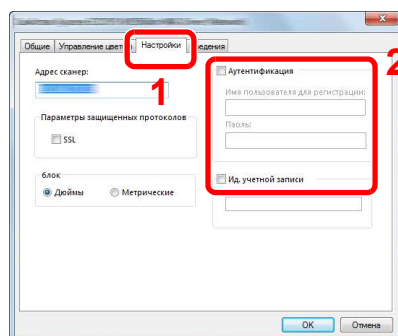 Общие Управление цвето Настройки ведения
Адрес сканер:
1
2
Аутентификация
Имя пользователя для регистрации:
Пароль:
Параметры защищенных протоколов
SSL
блок
Дюймы Метрические
Ид. учетной записи
OK Отмена